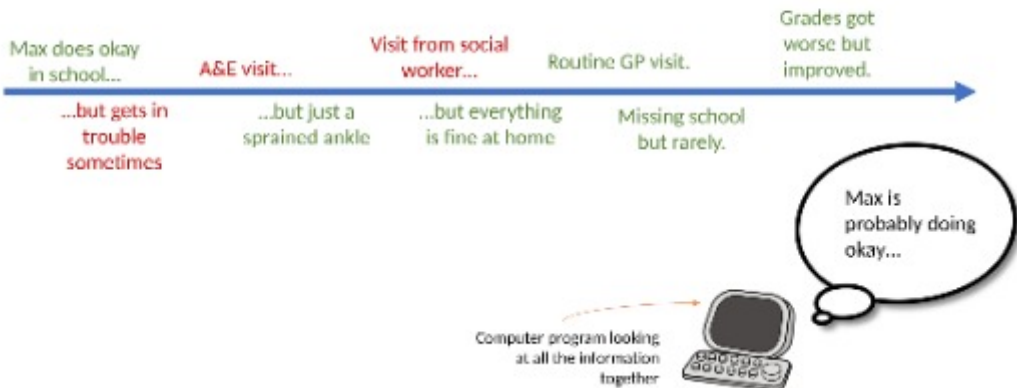 Max does okay
in school...
A&E visit...
Visit from social
worker...
Routine GP visit.
Grades got
worse but
improved.
...but gets in
trouble
sometimes
...but just a
sprained ankle
...but everything
is fine at home
Missing school
but rarely.
Max is
probably doing
okay...
Computer program looking
at all the information
together